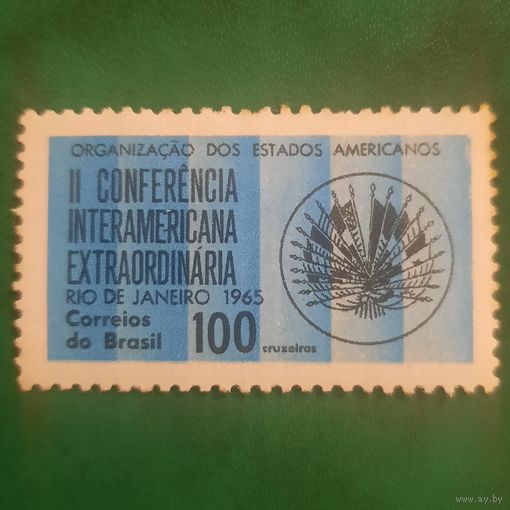 ORGANIZAÇÃO DOS ESTADOS AMERICANOS
II CONFERÊNCIA
INTERAMERICANA
EXTRAORDINÁRIA
RIO DE JANEIRO 1965
Correios
do Brasil 100 cruzeiros
www.ay.by